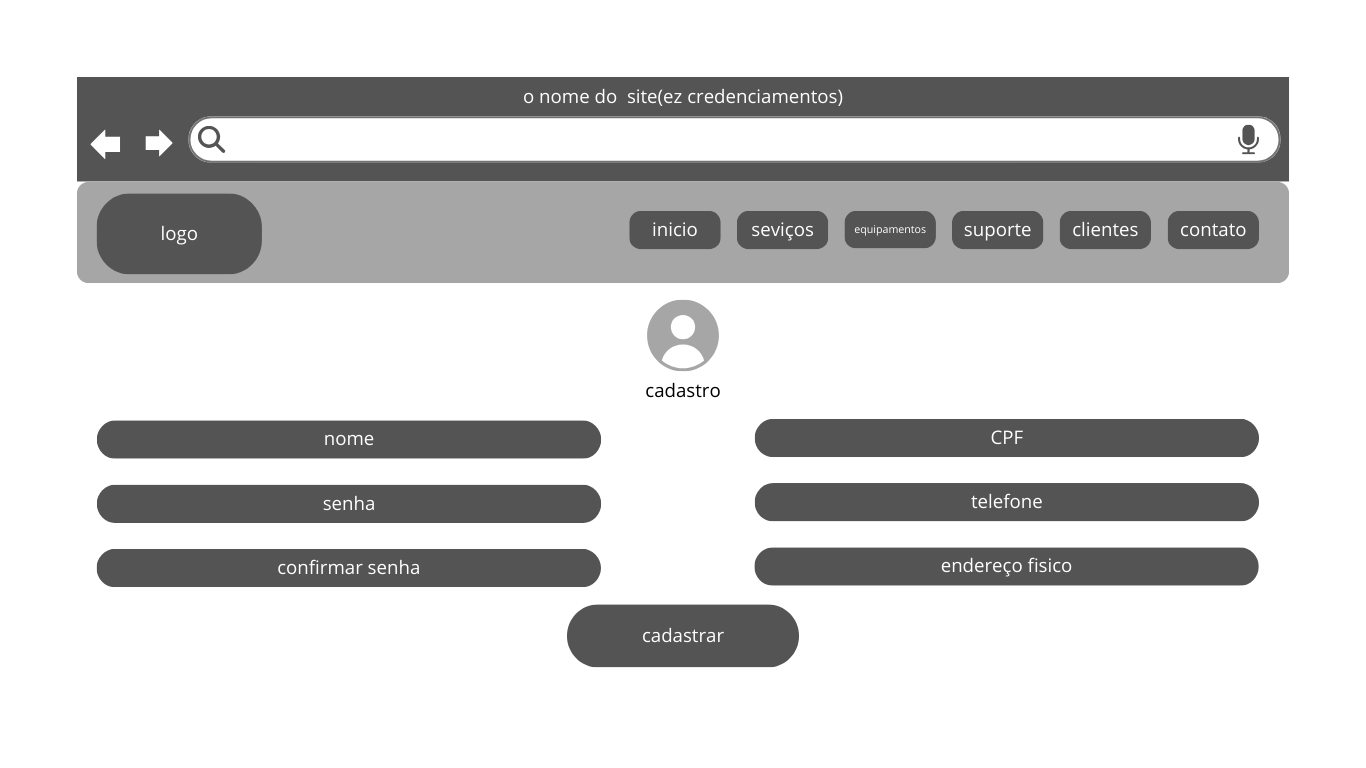 o nome do  site(ez credenciamentos)
logo
inicio
seviços
equipamentos
suporte
clientes
contato
cadastro
nome
CPF
senha
telefone
confirmar senha
endereço fisico
cadastrar